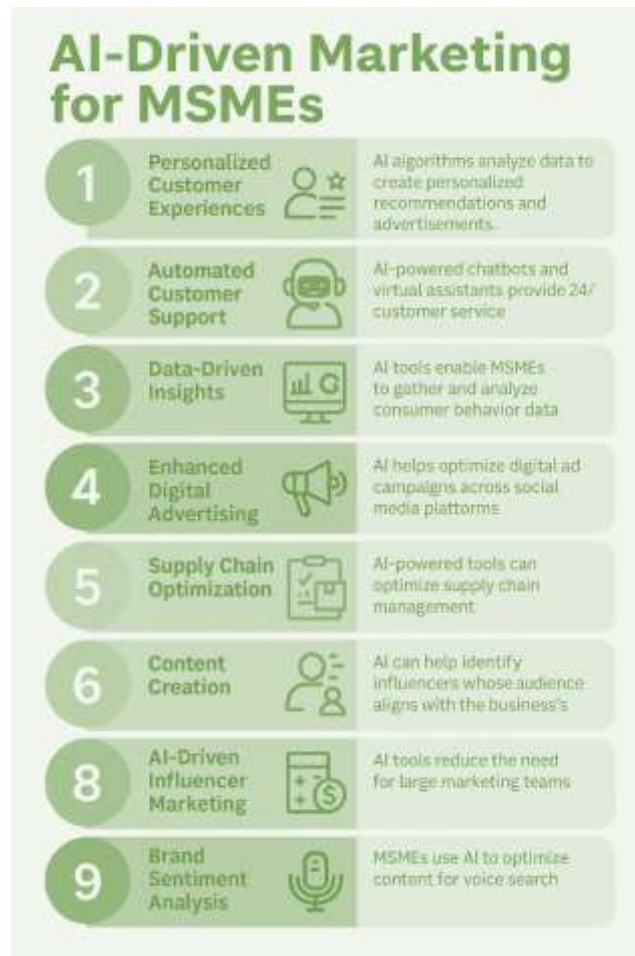 AI-Driven Marketing
for MSMEs
1
Personalized
Customer
Experiences
AI algorithms analyze data to
create personalized
recommendations and
advertisements.
2
Automated
Customer
Support
AI-powered chatbots and
virtual assistants provide 24/
customer service
3
Data-Driven
Insights
AI tools enable MSMEs
to gather and analyze
consumer behavior data
4
Enhanced
Digital
Advertising
AI helps optimize digital ad
campaigns across social
media plattorms
5
Supply Chain
Optimization
AI-powered tools can
optimize supply chain
management
6
Content
Creation
AI can help identify
influencers whose audience
aligns with the business's
8
AI-Driven
Influencer
Marketing
AI tools reduce the need
for large marketing teams
9
Brand
Sentiment
Analysis
MSMEs use AI to optimize
content for voice search